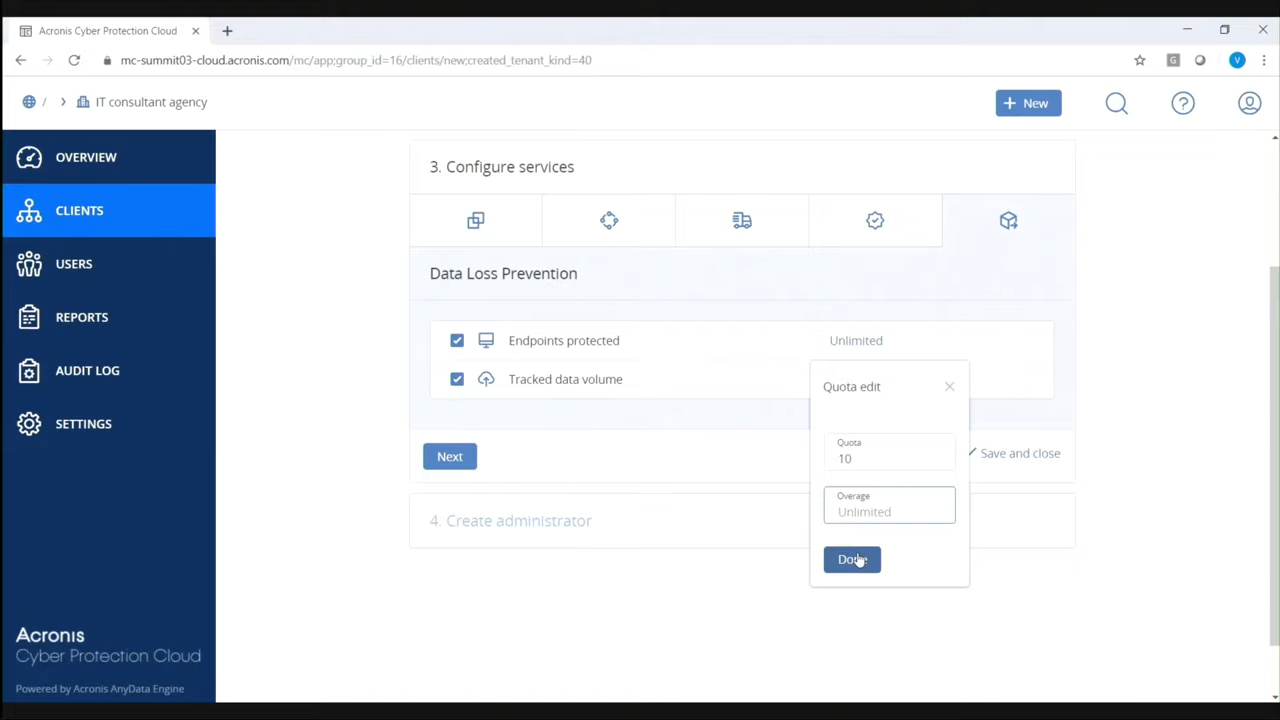 Acronis Cyber Protection Cloud
mc-summit03-cloud.acronis.com/mc/app;group_id=16/clients/new;created_tenant_kind=40
G
V
/ IT consultant agency
+ New
OVERVIEW
CLIENTS
USERS
REPORTS
AUDIT LOG
SETTINGS
3. Configure services
Data Loss Prevention
Endpoints protected
Unlimited
Tracked data volume
Quota edit
Quota
10
Overage
Unlimited
Done
Next
Save and close
4. Create administrator
Acronis
Cyber Protection Cloud
Powered by Acronis AnyData Engine